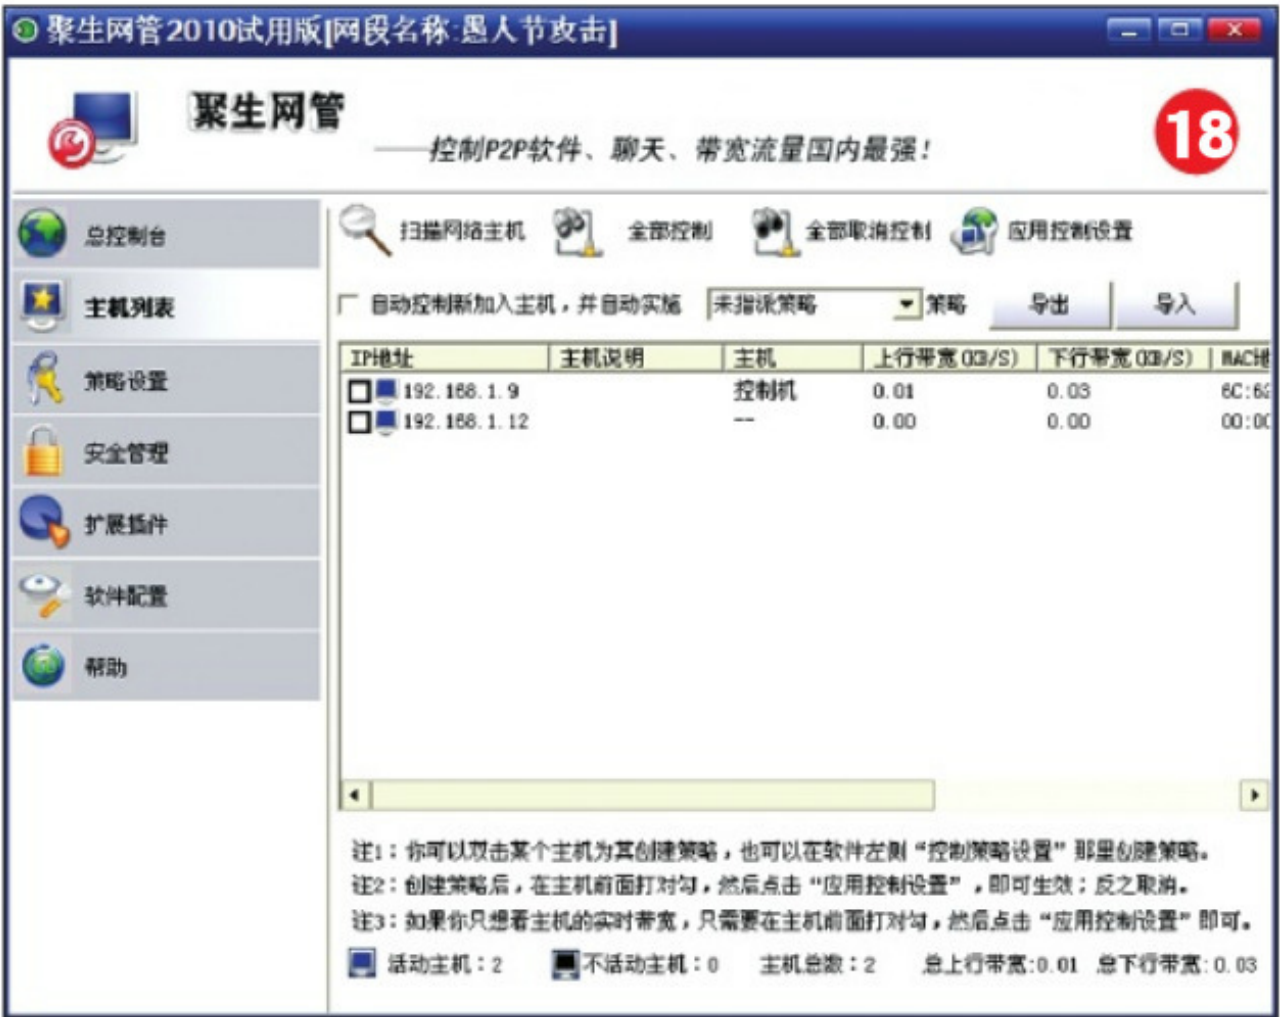 聚生网管2010试用版[网段名称:愚人节攻击]
聚生网管
——控制P2P软件、聊天、带宽流量国内最强!
18
总控制台
主机列表
策略设置
安全管理
扩展插件
软件配置
帮助
扫描网络主机 全部控制 全部取消控制 应用控制设置
自动控制新加入主机,并自动实施 未指派策略 策略 导出 导入
IP地址 主机说明 主机 上行带宽(KB/S) 下行带宽(KB/S) MAC地
192.168.1.9 控制机 0.01 0.03 6C:62
192.168.1.12 -- 0.00 0.00 00:00
注1:你可以双击某个主机为其创建策略,也可以在软件左侧“控制策略设置”那里创建策略。
注2:创建策略后,在主机前面打对勾,然后点击“应用控制设置”,即可生效;反之取消。
注3:如果你只想看主机的实时带宽,只需要在主机前面打对勾,然后点击“应用控制设置”即可。
活动主机:2 不活动主机:0 主机总数:2 总上行带宽:0.01 总下行带宽:0.03